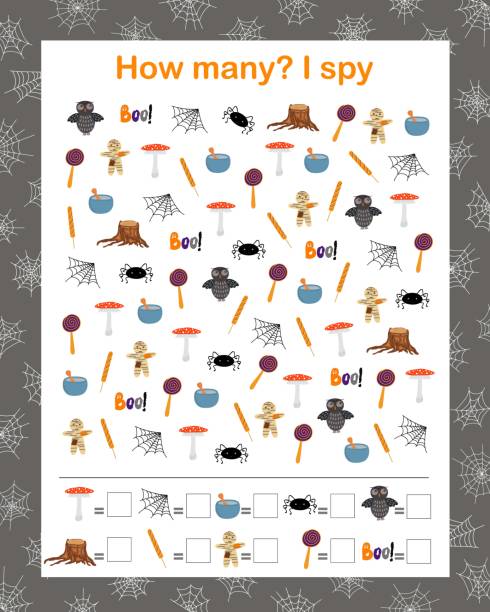 How many? I spy
Boo!
Boo!
Boo!
Boo!
Boo!
= = = = =
= = = = Boo! =